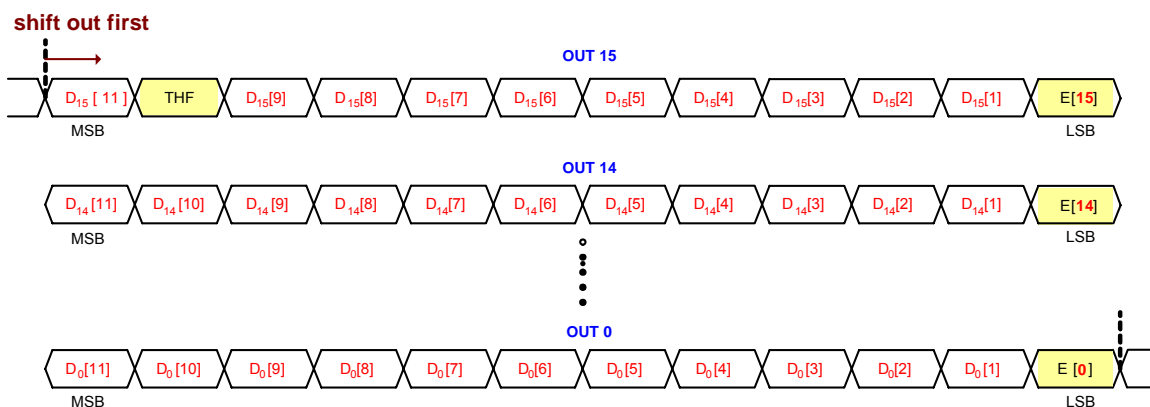 shift out first
OUT 15
D15 [ 11 ] THF D15[9] D15[8] D15[7] D15[6] D15[5] D15[4] D15[3] D15[2] D15[1] E[15]
MSB LSB
OUT 14
D14 [11] D14 [10] D14 [9] D14 [8] D14 [7] D14 [6] D14 [5] D14 [4] D14 [3] D14 [2] D14 [1] E[14]
MSB LSB
OUT 0
D0[11] D0[10] D0[9] D0[8] D0[7] D0[6] D0[5] D0[4] D0[3] D0[2] D0[1] E [0]
MSB LSB